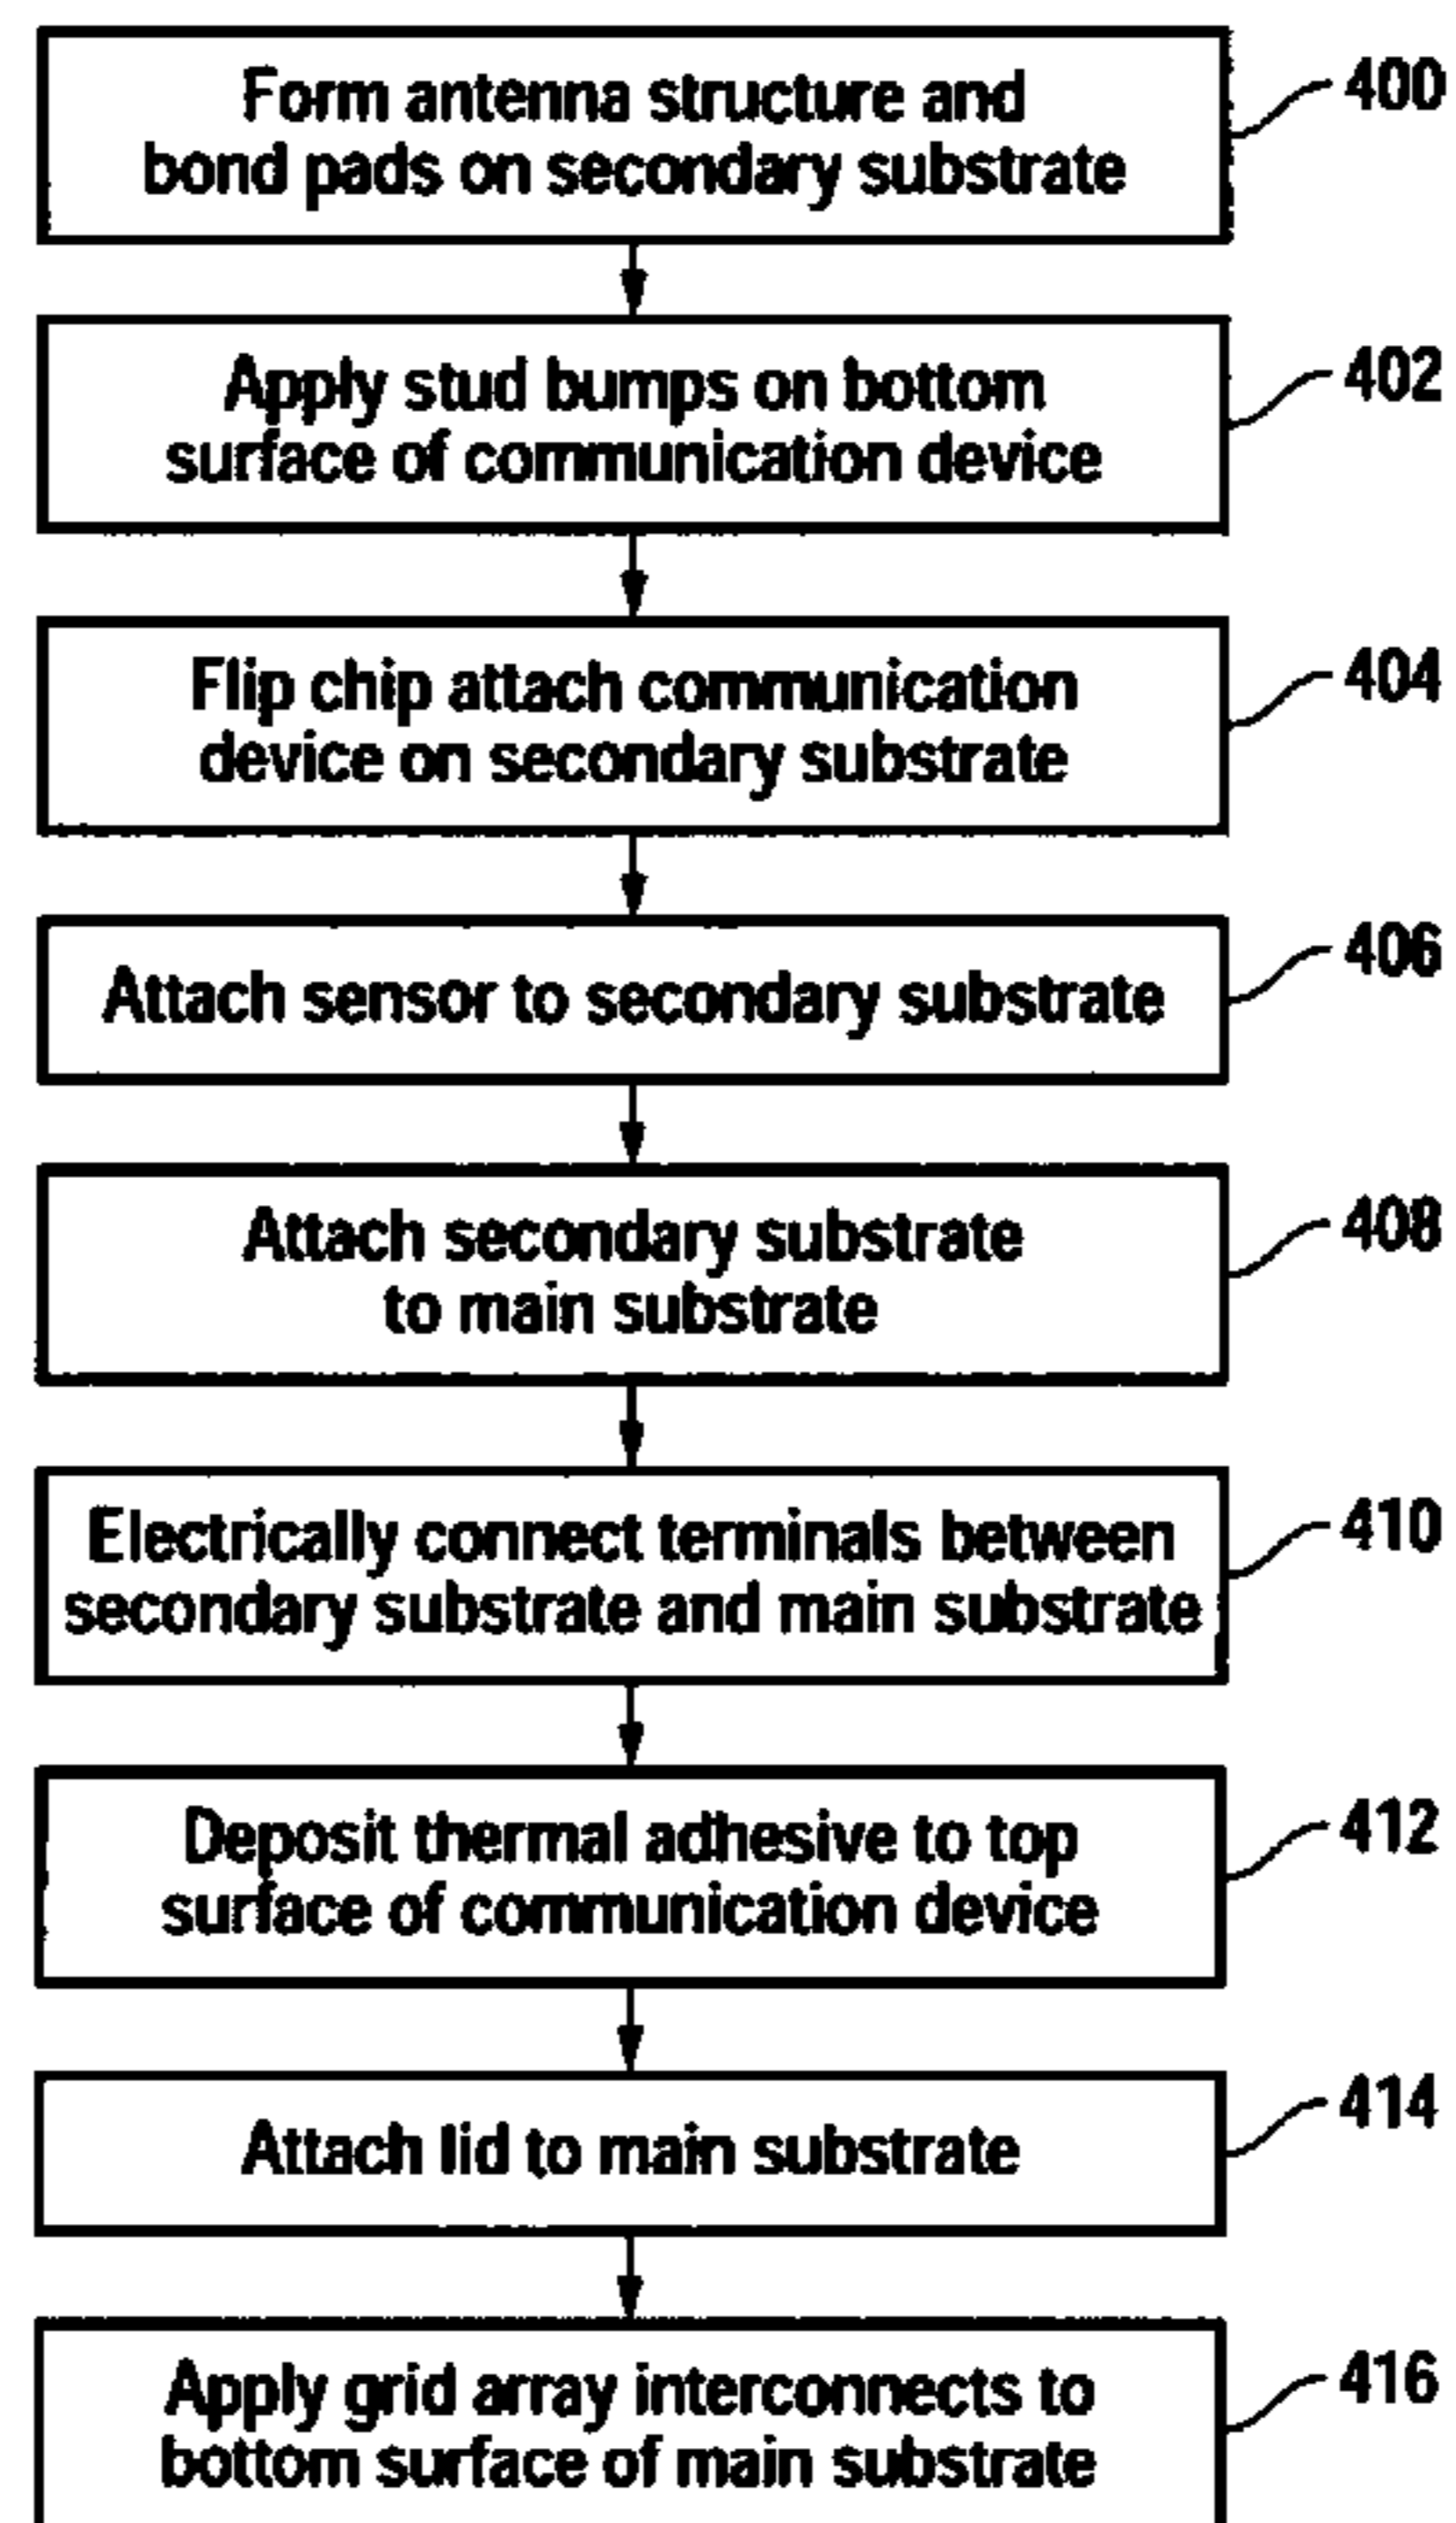 Form antenna structure and
bond pads on secondary substrate
400
Apply stud bumps on bottom
surface of communication device
402
Flip chip attach communication
device on secondary substrate
404
Attach sensor to secondary substrate
406
Attach secondary substrate
to main substrate
408
Electrically connect terminals between
secondary substrate and main substrate
410
Deposit thermal adhesive to top
surface of communication device
412
Attach lid to main substrate
414
Apply grid array interconnects to
bottom surface of main substrate
416